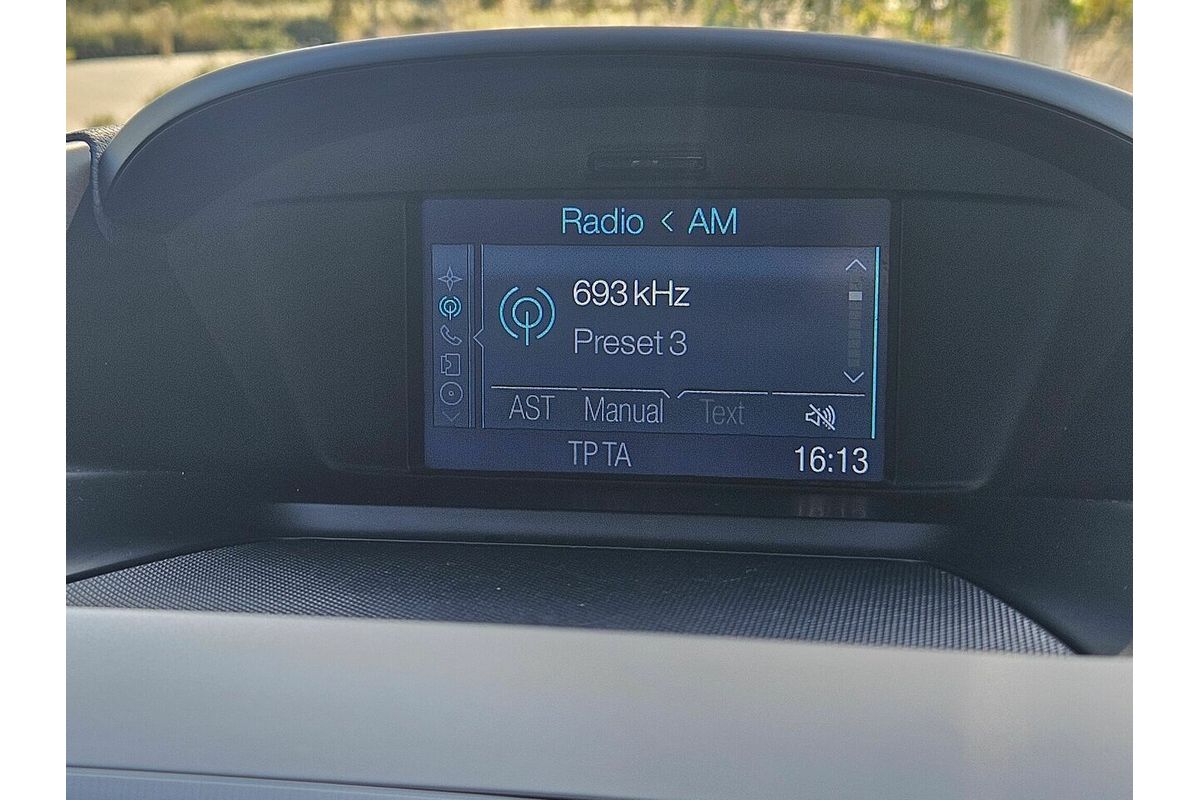 Radio < AM
693 kHz
Preset 3
AST Manual Text
TP TA 16:13